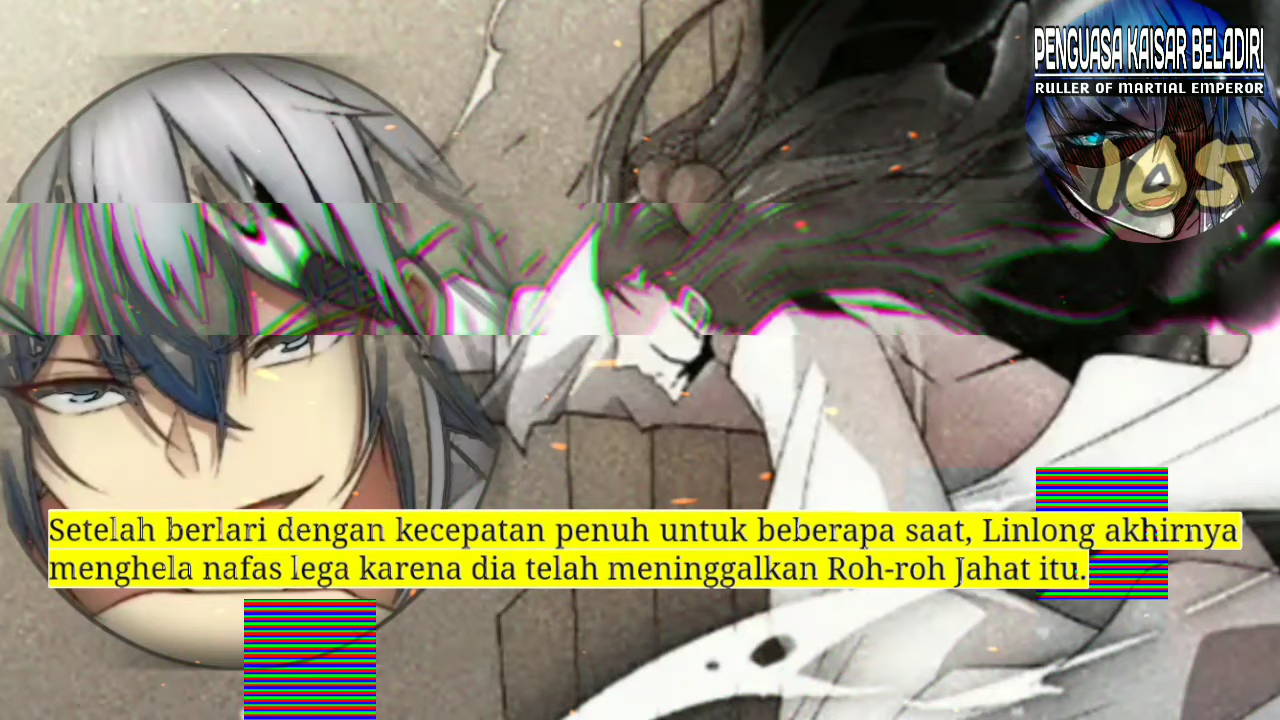 PENGUASA KAISAR BELADIRI
RULLER OF MARTIAL EMPEROR
105
Setelah berlari dengan kecepatan penuh untuk beberapa saat, Linlong akhirnya
menghela nafas lega karena dia telah meninggalkan Roh-roh Jahat itu.